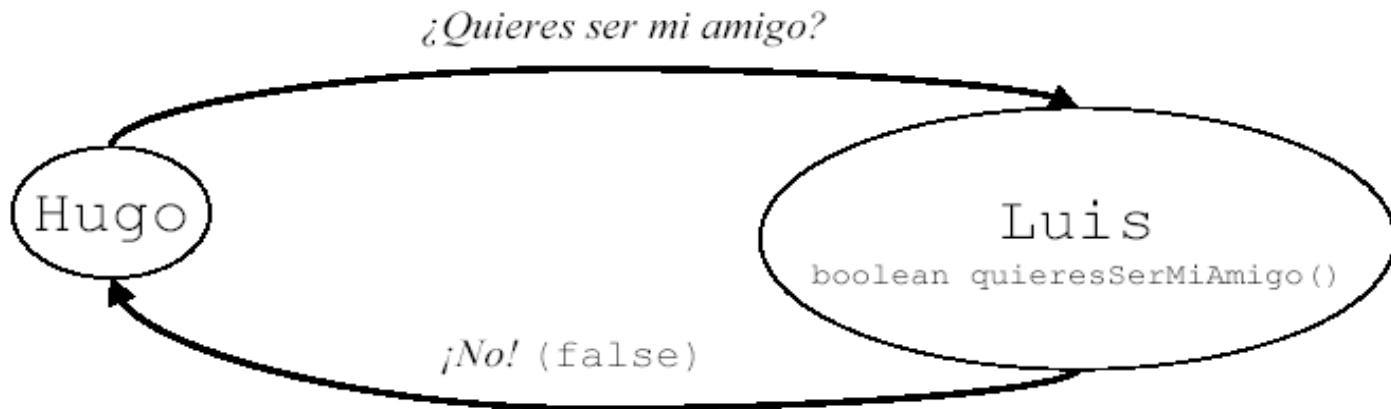 ¿Quieres ser mi amigo?
Hugo
Luis
boolean quieresSerMiAmigo()
¡No! (false)